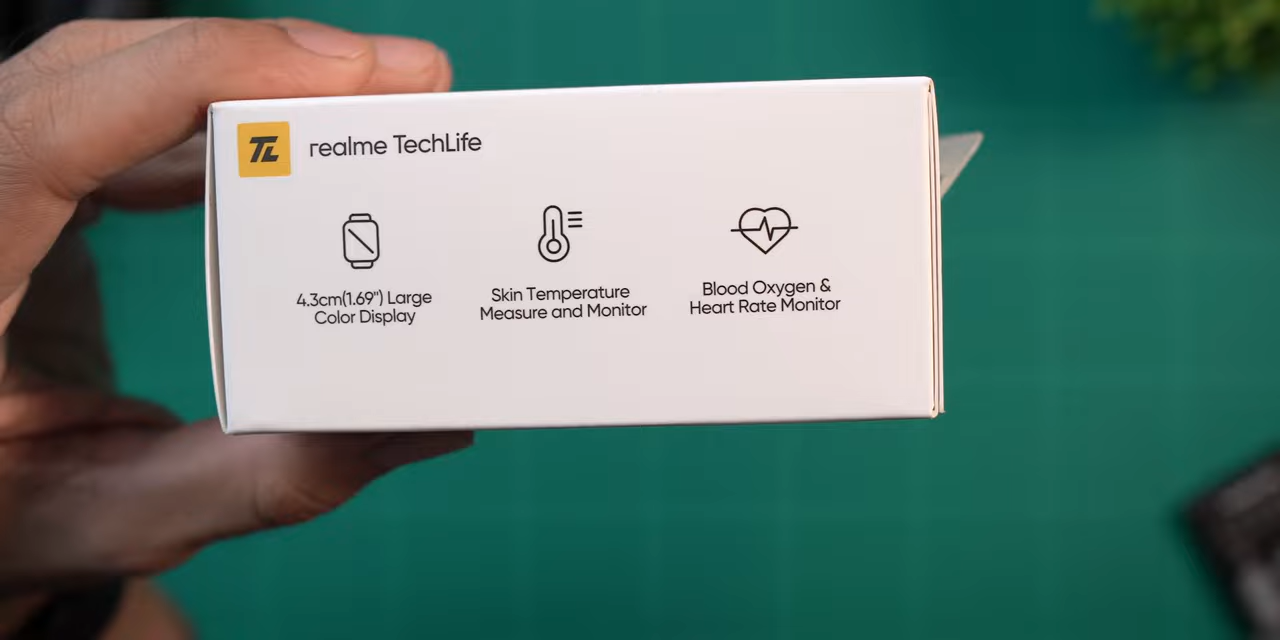 TL realme TechLife
4.3cm(1.69") Large
Color Display
Skin Temperature
Measure and Monitor
Blood Oxygen &
Heart Rate Monitor